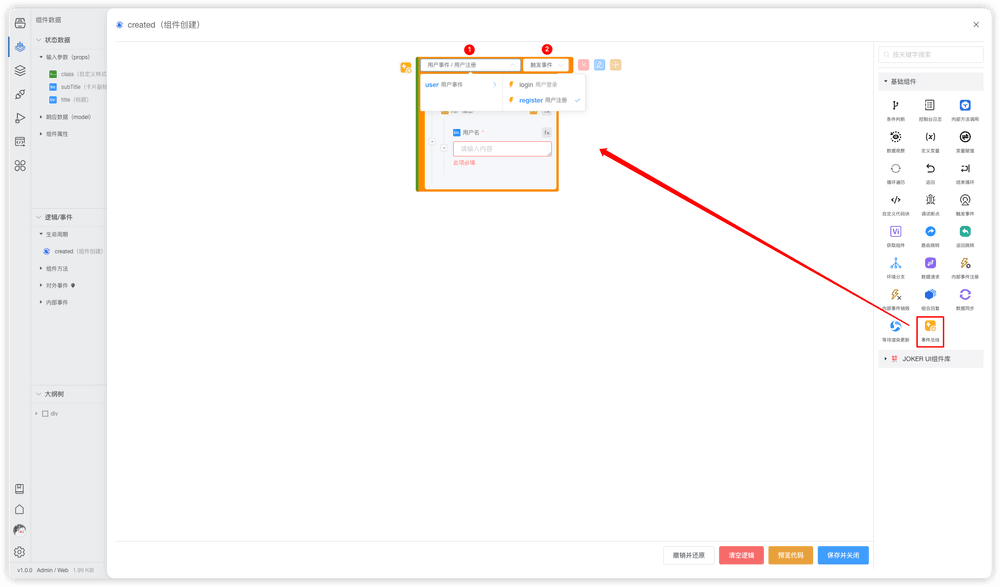 组件数据
状态数据
输入参数（props）
class（自定义样式
subTitle（卡片副标
title（标题）
响应数据（model）
组件属性
逻辑/事件
生命周期
created（组件创建）
组件方法
对外事件
内部事件
大纲树
div
v1.0.0 Admin / Web 1.99 KB
created（组件创建）
1
2
用户事件 / 用户注册
触发事件
user 用户事件
login 用户登录
register 用户注册
用户名 *
fx
请输入内容
此项必填
按关键字搜索
基础组件
条件判断
控制台日志
内部方法调用
数据观察
定义变量
变量赋值
循环遍历
返回
结束循环
自定义代码块
调试断点
触发事件
获取组件
路由跳转
返回跳转
环境分支
数据请求
内部事件注册
内部事件销毁
组合函数
数据同步
等待渲染更新
事件总线
JOKER UI组件库
撤销并还原
清空逻辑
预览代码
保存并关闭